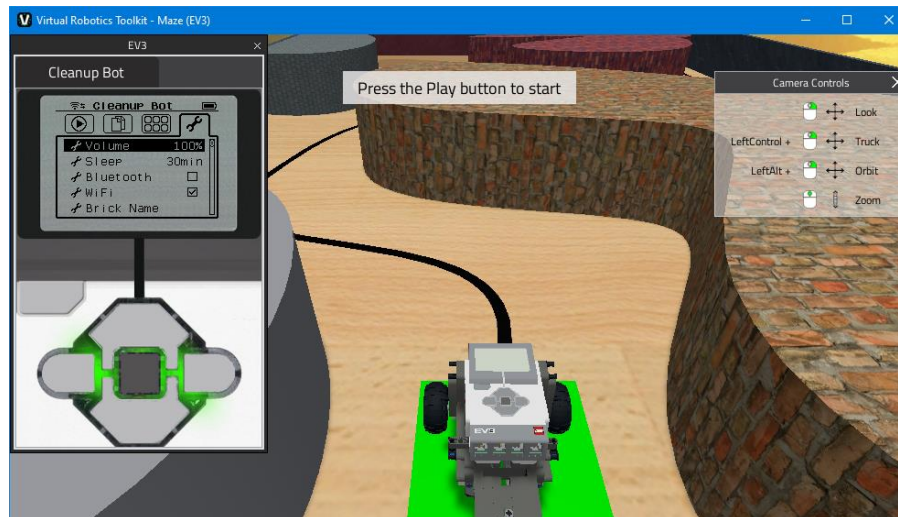 Virtual Robotics Toolkit - Maze (EV3)
EV3
Cleanup Bot
Cleanup Bot
Volume 100%
Sleep 30min
Bluetooth
WiFi
Brick Name
Press the Play button to start
Camera Controls
Look
LeftControl + Truck
LeftAlt + Orbit
Zoom
EV3